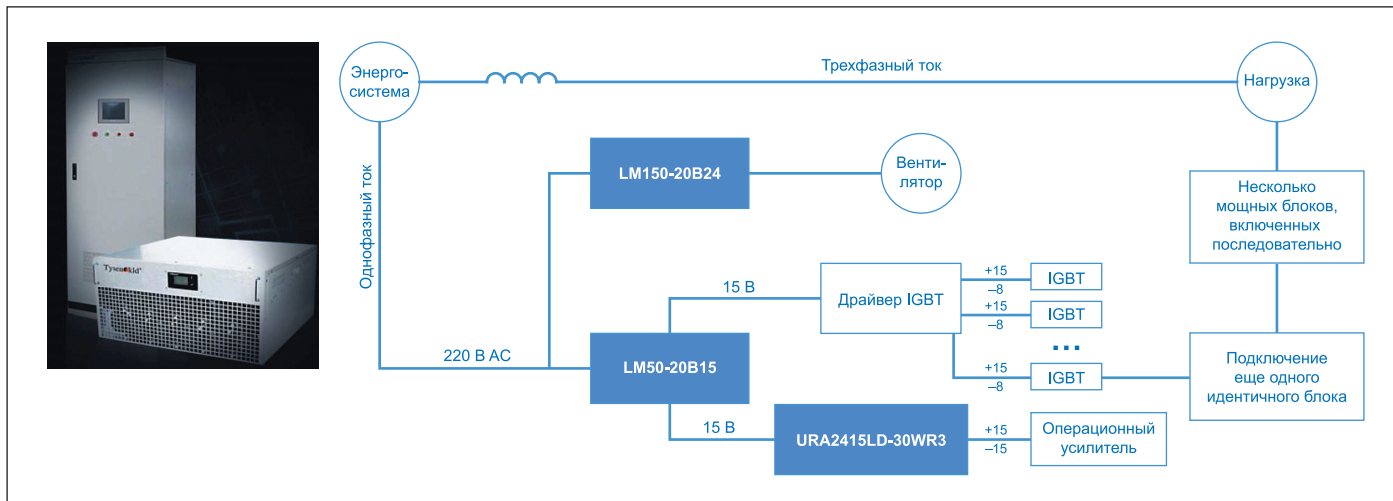 Tysen-kld®
Энерго-
система
Трехфазный ток
Нагрузка
Однофазный ток
LM150-20B24
Венти-
лятор
Несколько
мощных блоков,
включенных
последовательно
15 В
Драйвер IGBT
+15
–8
IGBT
+15
–8
IGBT
...
+15
–8
IGBT
220 В AC
LM50-20B15
Подключение
еще одного
идентичного блока
15 В
URA2415LD-30WR3
+15
–15
Операционный
усилитель